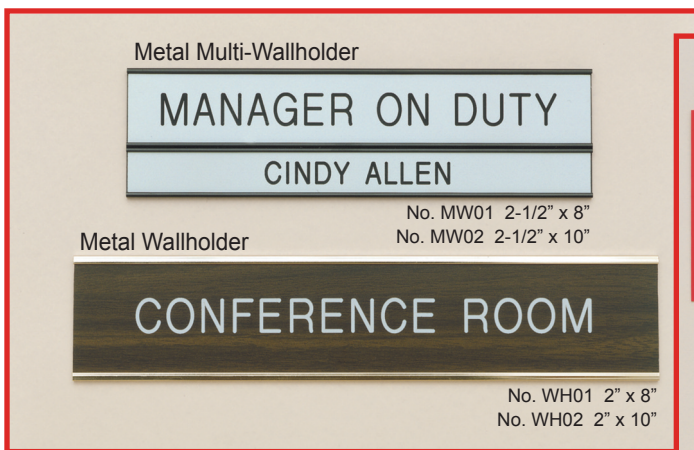 Metal Multi-Wallholder
MANAGER ON DUTY
CINDY ALLEN
No. MW01 2-1/2” x 8”
No. MW02 2-1/2” x 10”
Metal Wallholder
CONFERENCE ROOM
No. WH01 2” x 8”
No. WH02 2” x 10”